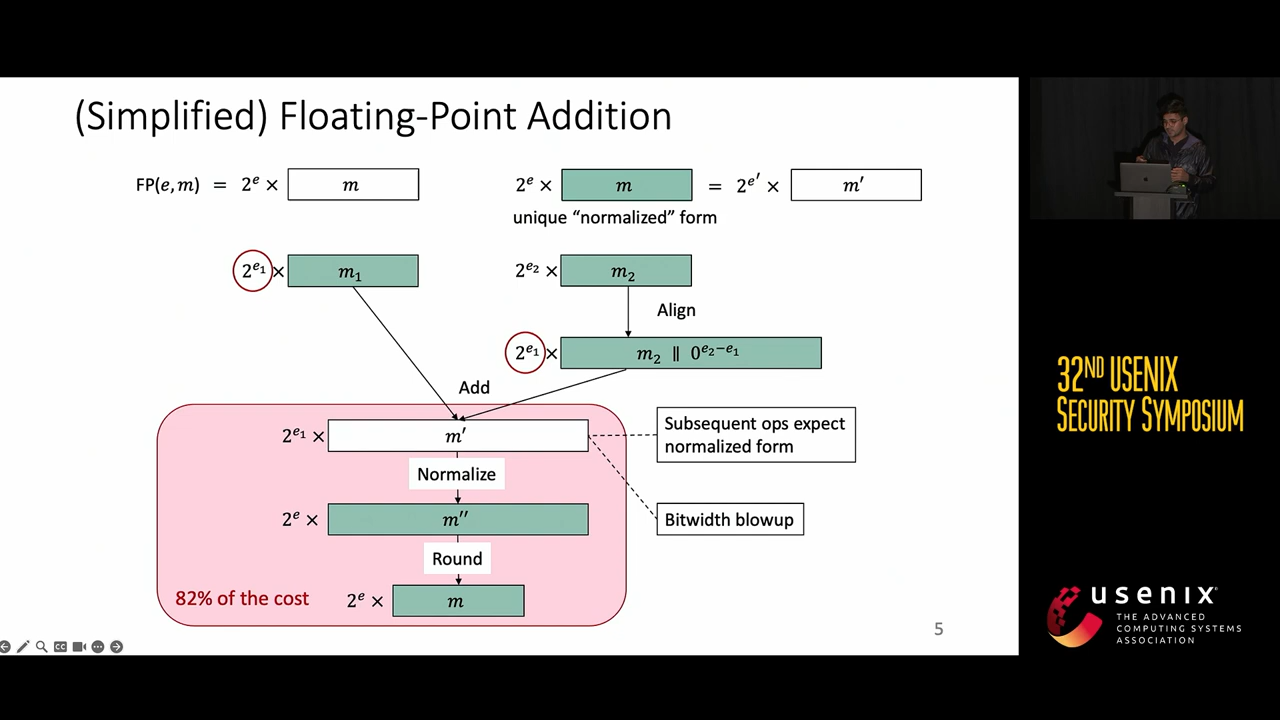 (Simplified) Floating-Point Addition
FP(e, m) = 2^e × m
2^e × m = 2^e′ × m′
unique “normalized” form
2^e₁ × m₁
2^e₂ × m₂
Align
2^e₁ × m₂ ∥ 0^e₂−e₁
Add
2^e₁ × m′
Subsequent ops expect
normalized form
Normalize
2^e × m′′
Bitwidth blowup
Round
82% of the cost
2^e × m
5
32ND USENIX
SECURITY SYMPOSIUM
usenix
THE ADVANCED
COMPUTING SYSTEMS
ASSOCIATION